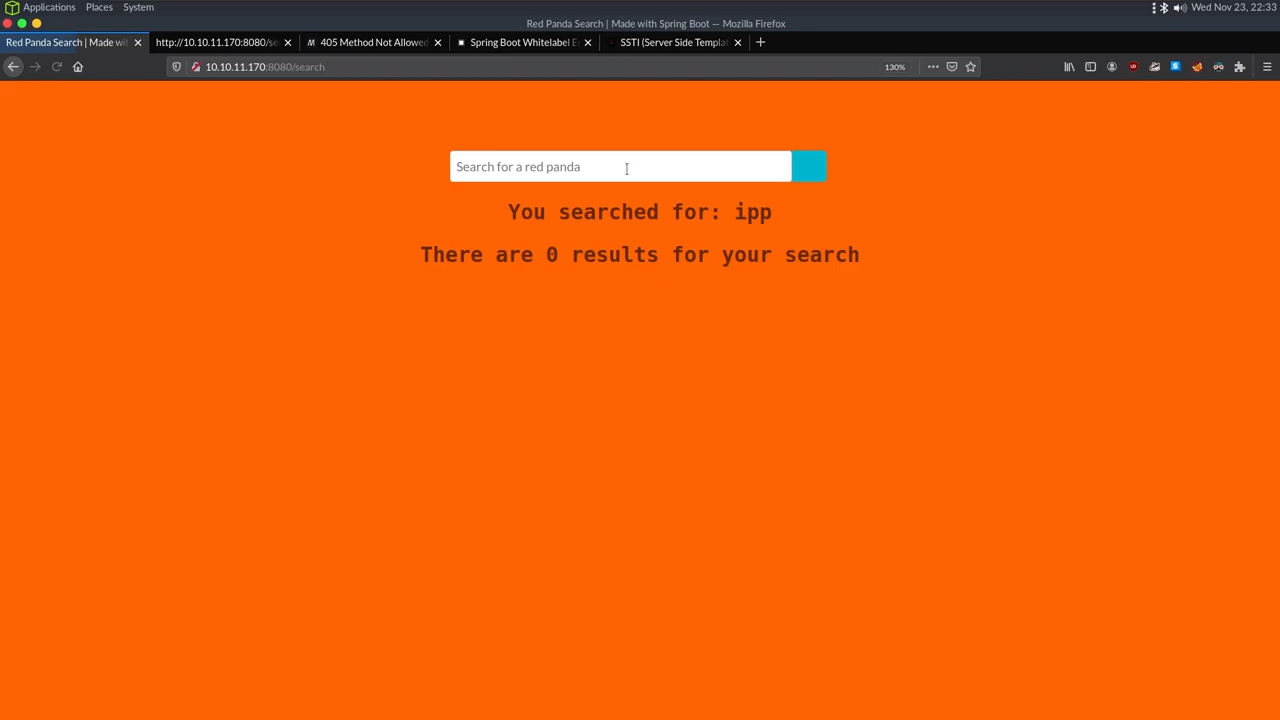 Applications Places System Wed Nov 23, 22:33
Red Panda Search | Made with Spring Boot — Mozilla Firefox
Red Panda Search | Made wi http://10.10.11.170:8080/se 405 Method Not Allowed Spring Boot Whitelabel E SSTI (Server Side Templa
10.10.11.170:8080/search 130%
Search for a red panda
You searched for: ipp
There are 0 results for your search